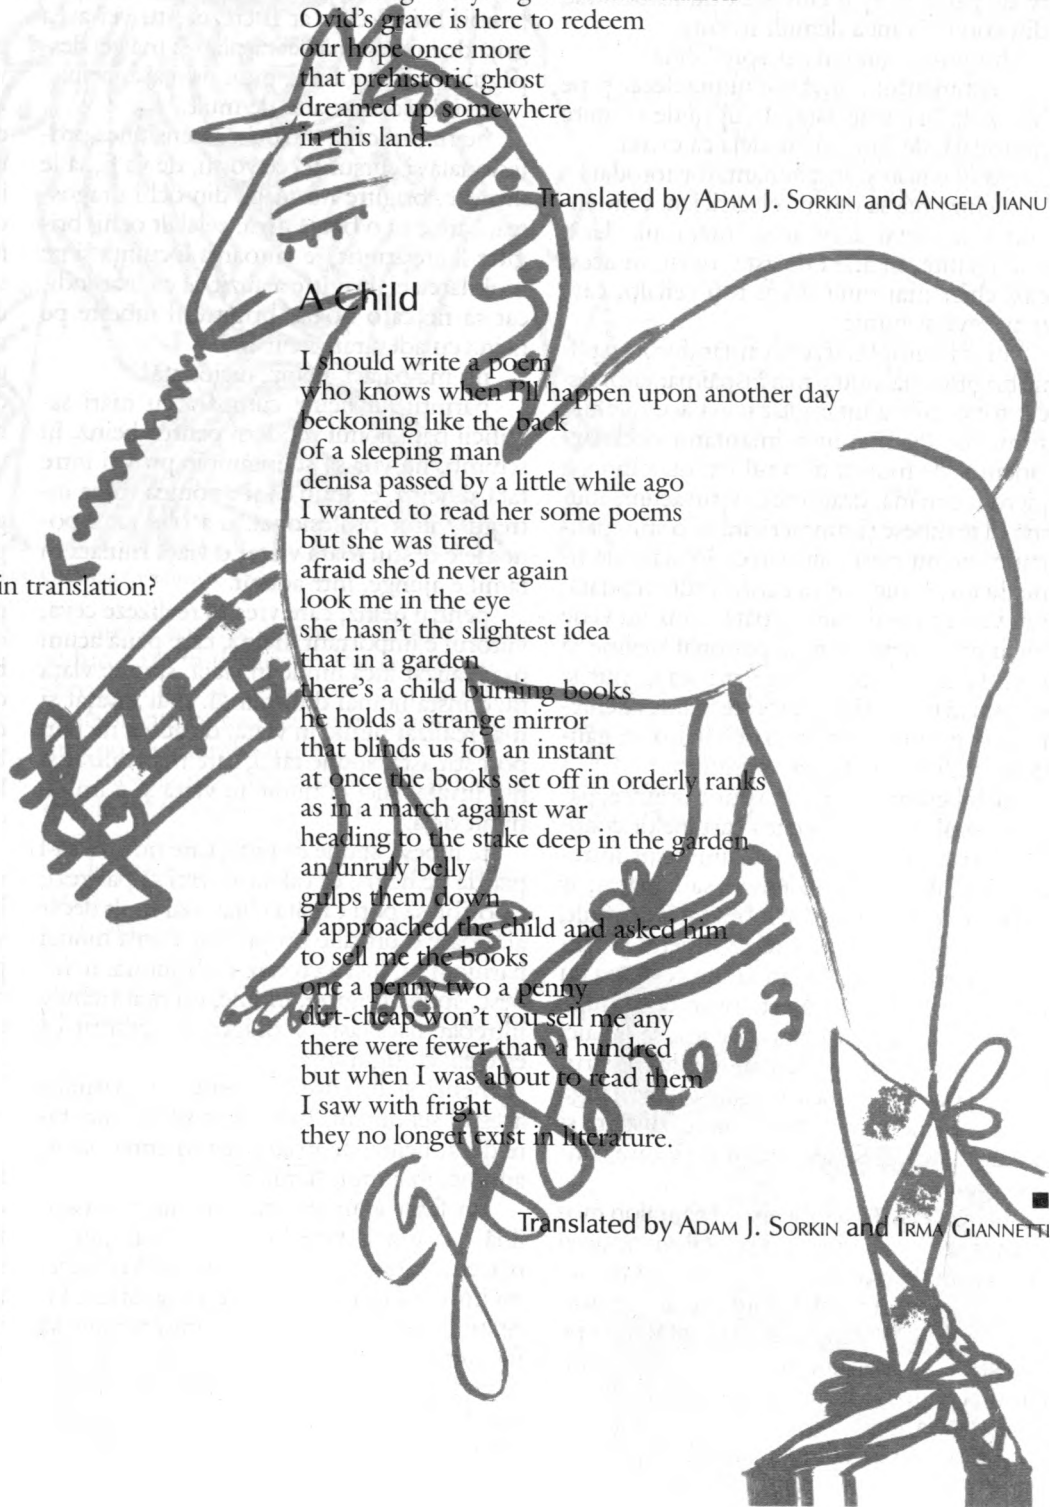 Ovid's grave is here to redeem
our hope once more
that prehistoric ghost
dreamed up somewhere
in this land.
Translated by ADAM J. SORKIN and ANGELA JIANU
A Child
I should write a poem
who knows when I'll happen upon another day
beckoning like the back
of a sleeping man
denisa passed by a little while ago
I wanted to read her some poems
but she was tired
afraid she'd never again
in translation?
look me in the eye
she hasn't the slightest idea
that in a garden
there's a child burning books
he holds a strange mirror
that blinds us for an instant
at once the books set off in orderly ranks
as in a march against war
heading to the stake deep in the garden
an unruly belly
gulps them down
I approached the child and asked him
to sell me the books
one a penny two a penny
dirt-cheap won't you sell me any
there were fewer than a hundred
but when I was about to read them
I saw with fright
they no longer exist in literature.
2003
Translated by ADAM J. SORKIN and IRMA GIANNETTI